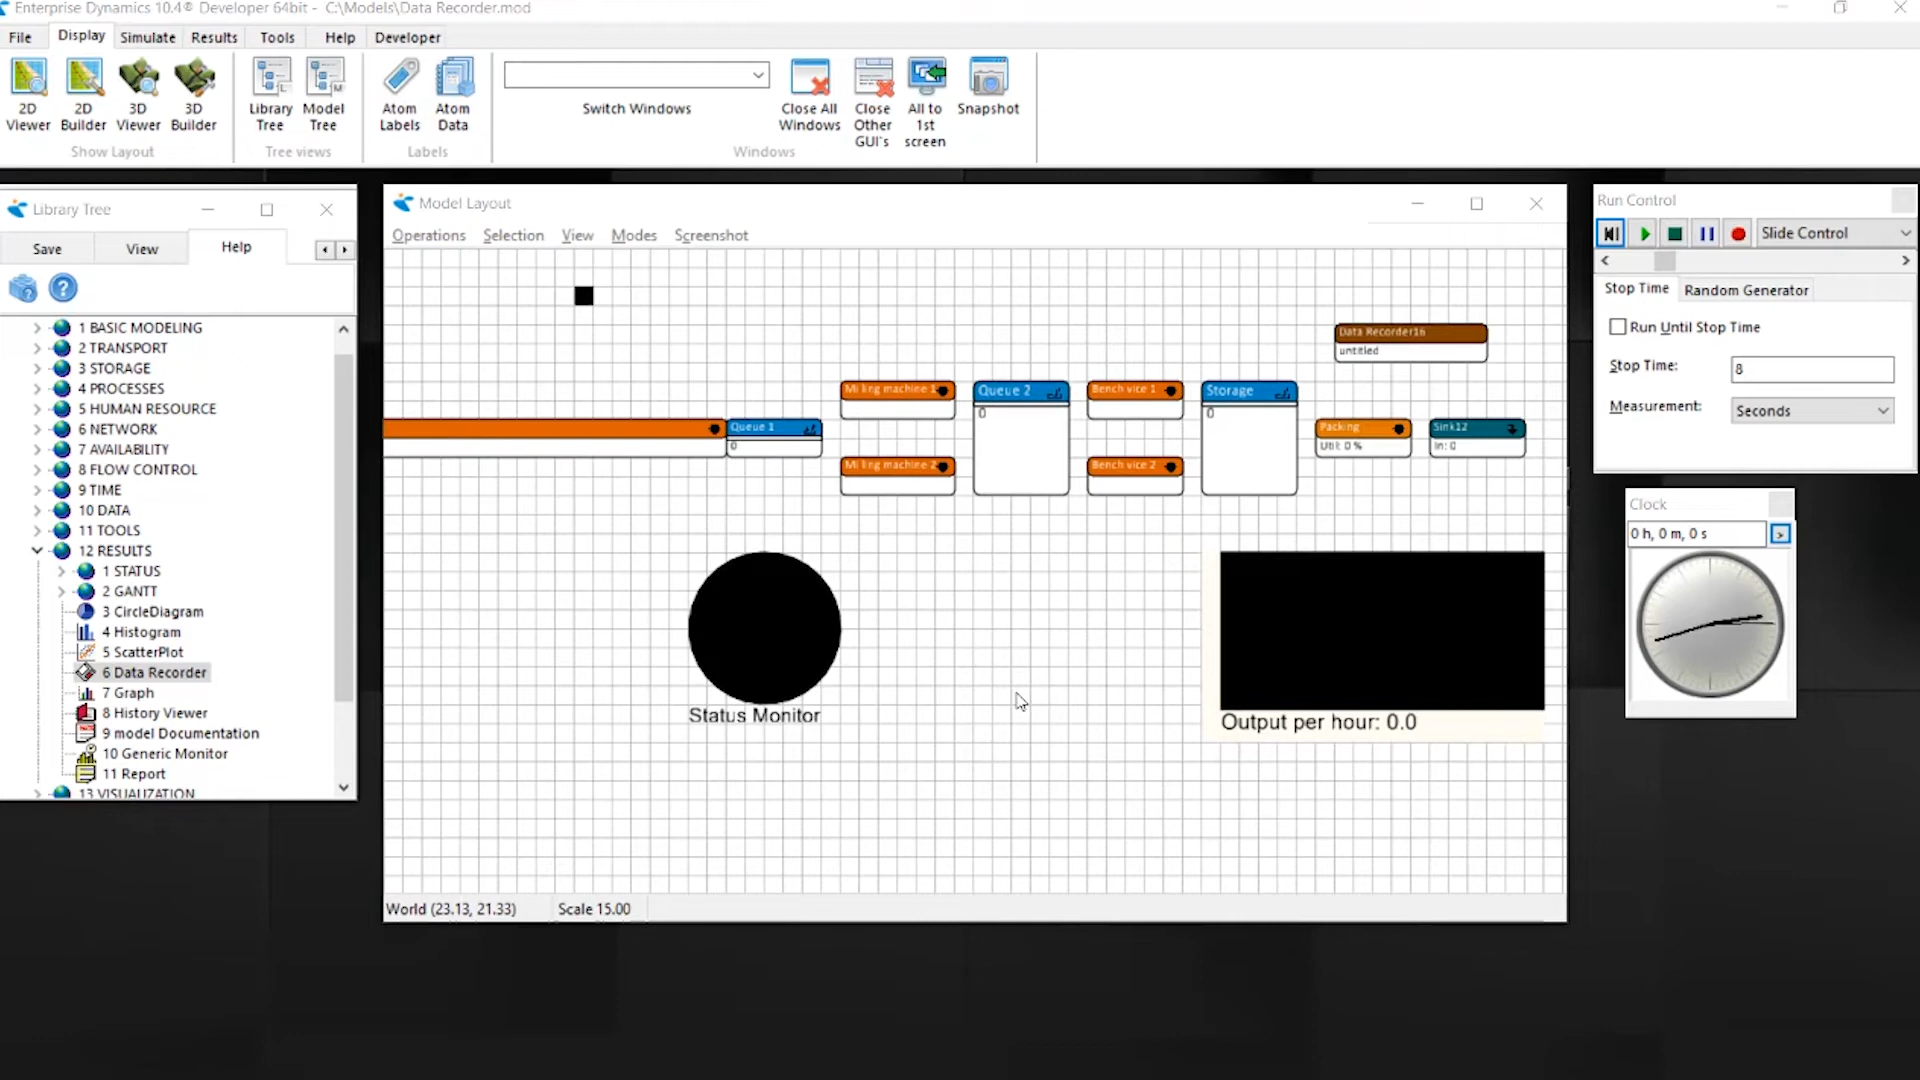 Enterprise Dynamics 10.4® Developer 64bit - C:\Models\Data Recorder.mod
File Display Simulate Results Tools Help Developer
2D Viewer
2D Builder
3D Viewer
3D Builder
Show Layout
Library Tree
Model Tree
Tree views
Atom Labels
Atom Data
Labels
Switch Windows
Close All Windows
Close Other GUI's
All to 1st screen
Snapshot
Windows
Library Tree
Save View Help
1 BASIC MODELING
2 TRANSPORT
3 STORAGE
4 PROCESSES
5 HUMAN RESOURCE
6 NETWORK
7 AVAILABILITY
8 FLOW CONTROL
9 TIME
10 DATA
11 TOOLS
12 RESULTS
1 STATUS
2 GANTT
3 CircleDiagram
4 Histogram
5 ScatterPlot
6 Data Recorder
7 Graph
8 History Viewer
9 model Documentation
10 Generic Monitor
11 Report
13 VISUALIZATION
Model Layout
Operations Selection View Modes Screenshot
Data Recorder16
untitled
Milling machine 1
Queue 2
0
Bench vice 1
Storage
0
Queue 1
0
Packing
Util: 0 %
Sink12
In: 0
Milling machine 2
Bench vice 2
Status Monitor
Output per hour: 0.0
World (23.13, 21.33) Scale 15.00
Run Control
Slide Control
Stop Time Random Generator
Run Until Stop Time
Stop Time: 8
Measurement: Seconds
Clock
0 h, 0 m, 0 s